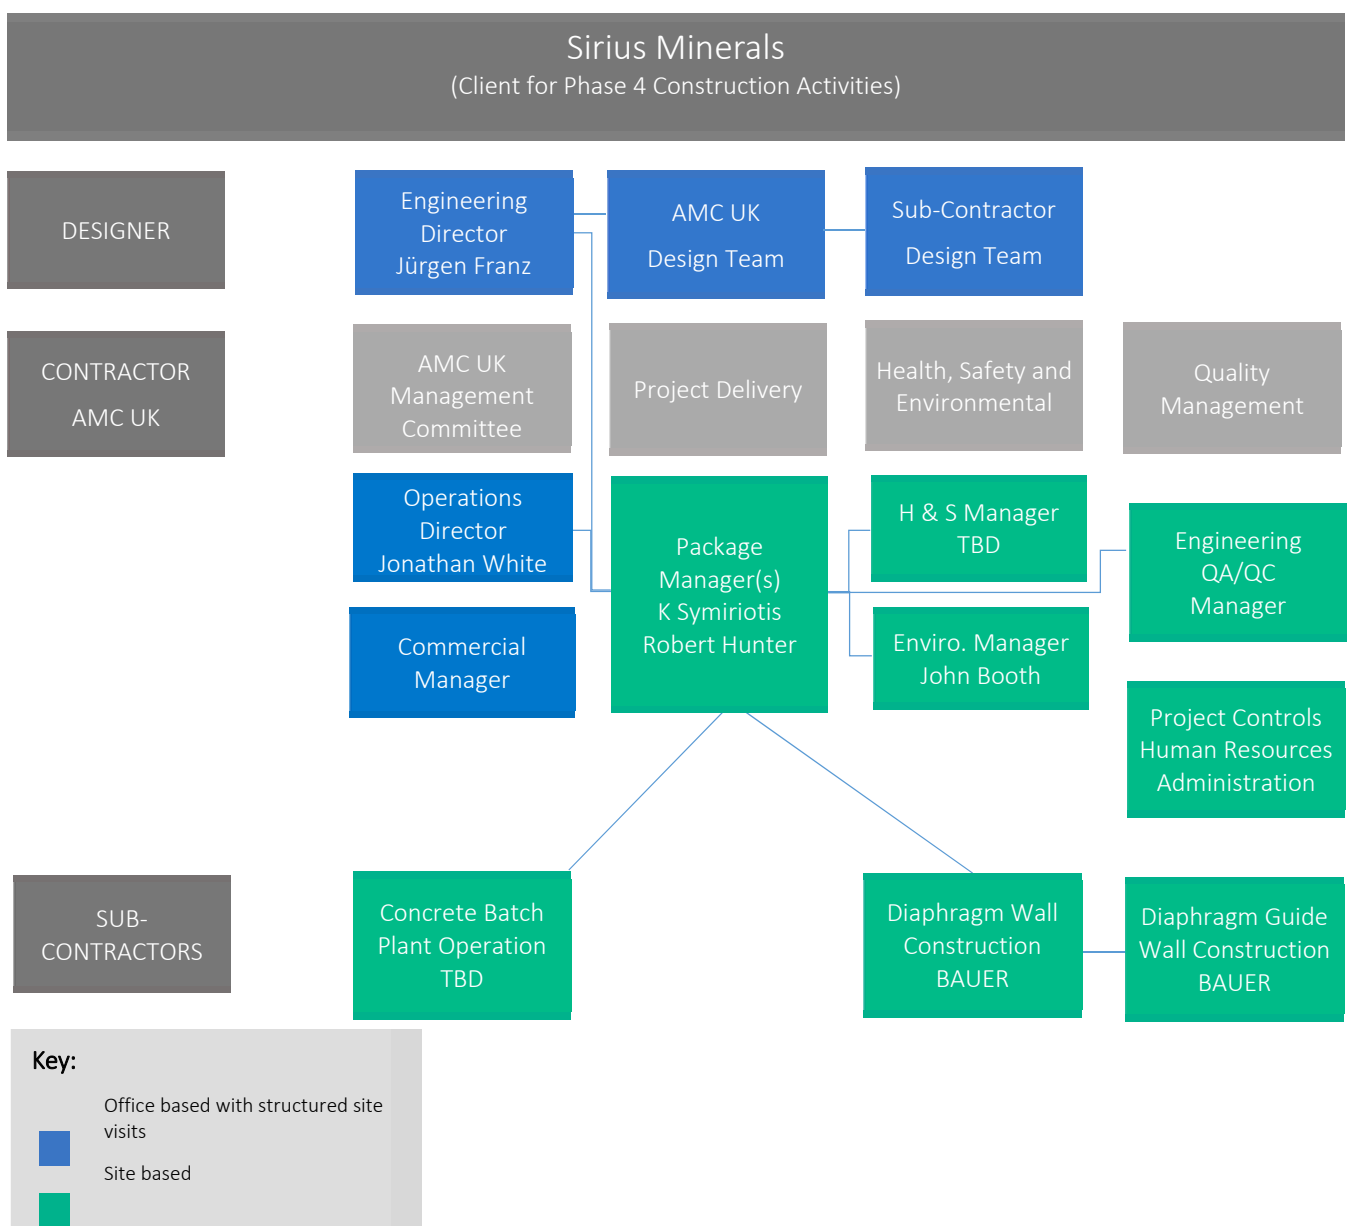 Sirius Minerals
(Client for Phase 4 Construction Activities)
DESIGNER
Engineering
Director
Jürgen Franz
AMC UK
Design Team
Sub-Contractor
Design Team
CONTRACTOR
AMC UK
AMC UK
Management
Committee
Project Delivery
Health, Safety and
Environmental
Quality
Management
Operations
Director
Jonathan White
Package
Manager(s)
K Symiriotis
Robert Hunter
H & S Manager
TBD
Engineering
QA/QC
Manager
Commercial
Manager
Enviro. Manager
John Booth
Project Controls
Human Resources
Administration
SUB-
CONTRACTORS
Concrete Batch
Plant Operation
TBD
Diaphragm Wall
Construction
BAUER
Diaphragm Guide
Wall Construction
BAUER
Key:
Office based with structured site
visits
Site based